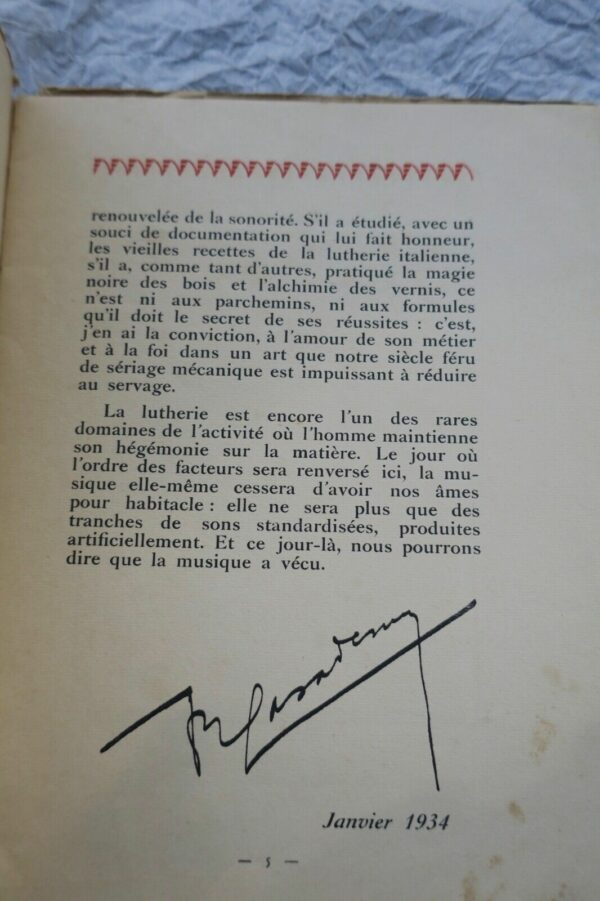 renouvelée de la sonorité. S'il a étudié, avec un
souci de documentation qui lui fait honneur,
les vieilles recettes de la lutherie italienne,
s'il a, comme tant d'autres, pratiqué la magie
noire des bois et l'alchimie des vernis, ce
n'est ni aux parchemins, ni aux formules
qu'il doit le secret de ses réussites : c'est,
j'en ai la conviction, à l'amour de son métier
et à la foi dans un art que notre siècle féru
de sériage mécanique est impuissant à réduire
au servage.
La lutherie est encore l'un des rares
domaines de l'activité où l'homme maintienne
son hégémonie sur la matière. Le jour où
l'ordre des facteurs sera renversé ici, la mu-
sique elle-même cessera d'avoir nos âmes
pour habitacle : elle ne sera plus que des
tranches de sons standardisées, produites
artificiellement. Et ce jour-là, nous pourrons
dire que la musique a vécu.
Casadesus
Janvier 1934
— 5 —